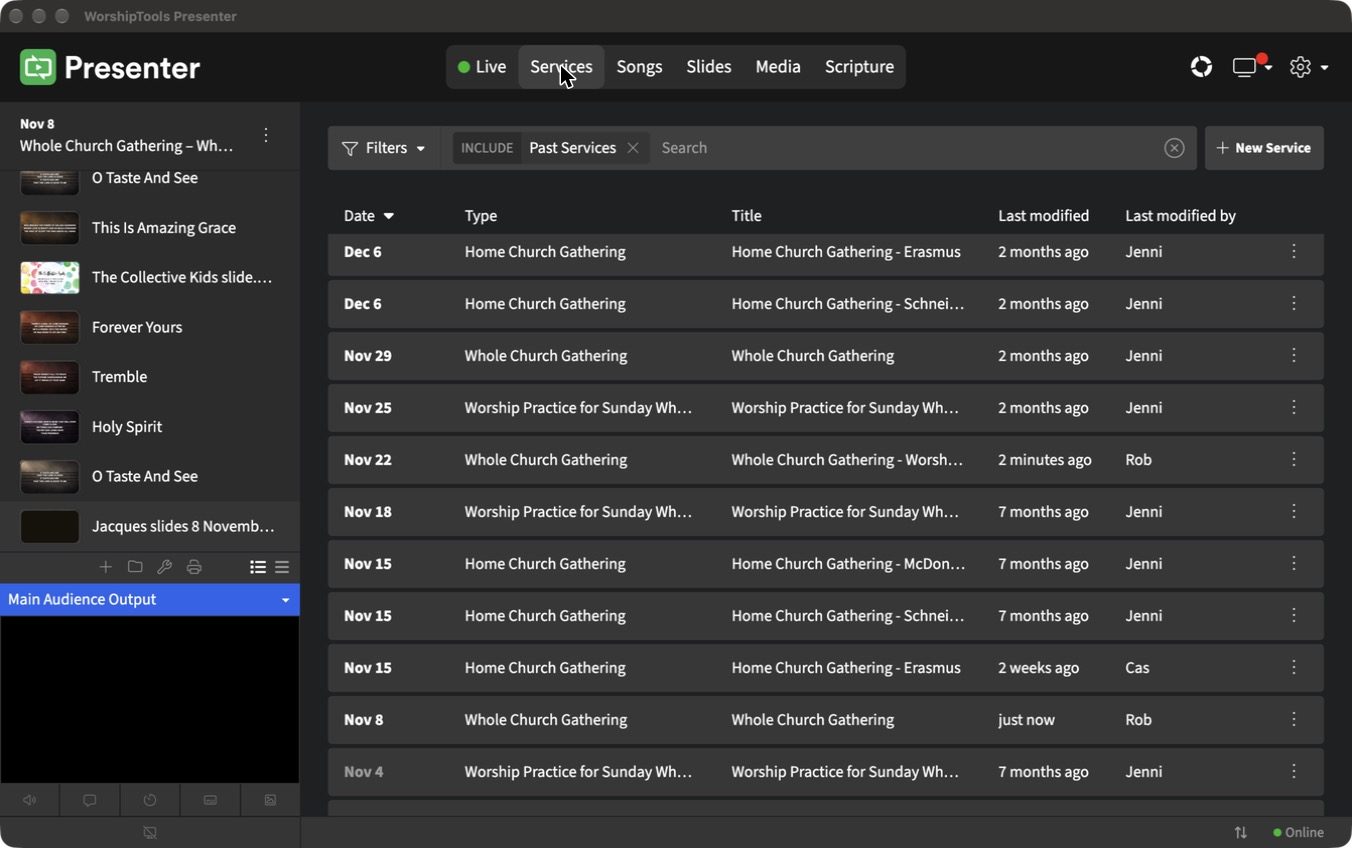 WorshipTools Presenter
Presenter
Live Services Songs Slides Media Scripture
Nov 8
Whole Church Gathering – Wh...
O Taste And See
This Is Amazing Grace
The Collective Kids slide....
Forever Yours
Tremble
Holy Spirit
O Taste And See
Jacques slides 8 Novemb...
Main Audience Output
Filters INCLUDE Past Services Search
New Service
Date Type Title Last modified Last modified by
Dec 6 Home Church Gathering Home Church Gathering - Erasmus 2 months ago Jenni
Dec 6 Home Church Gathering Home Church Gathering - Schnei... 2 months ago Jenni
Nov 29 Whole Church Gathering Whole Church Gathering 2 months ago Jenni
Nov 25 Worship Practice for Sunday Wh... Worship Practice for Sunday Wh... 2 months ago Jenni
Nov 22 Whole Church Gathering Whole Church Gathering - Worsh... 2 minutes ago Rob
Nov 18 Worship Practice for Sunday Wh... Worship Practice for Sunday Wh... 7 months ago Jenni
Nov 15 Home Church Gathering Home Church Gathering - McDon... 7 months ago Jenni
Nov 15 Home Church Gathering Home Church Gathering - Schnei... 7 months ago Jenni
Nov 15 Home Church Gathering Home Church Gathering - Erasmus 2 weeks ago Cas
Nov 8 Whole Church Gathering Whole Church Gathering just now Rob
Nov 4 Worship Practice for Sunday Wh... Worship Practice for Sunday Wh... 7 months ago Jenni
Online